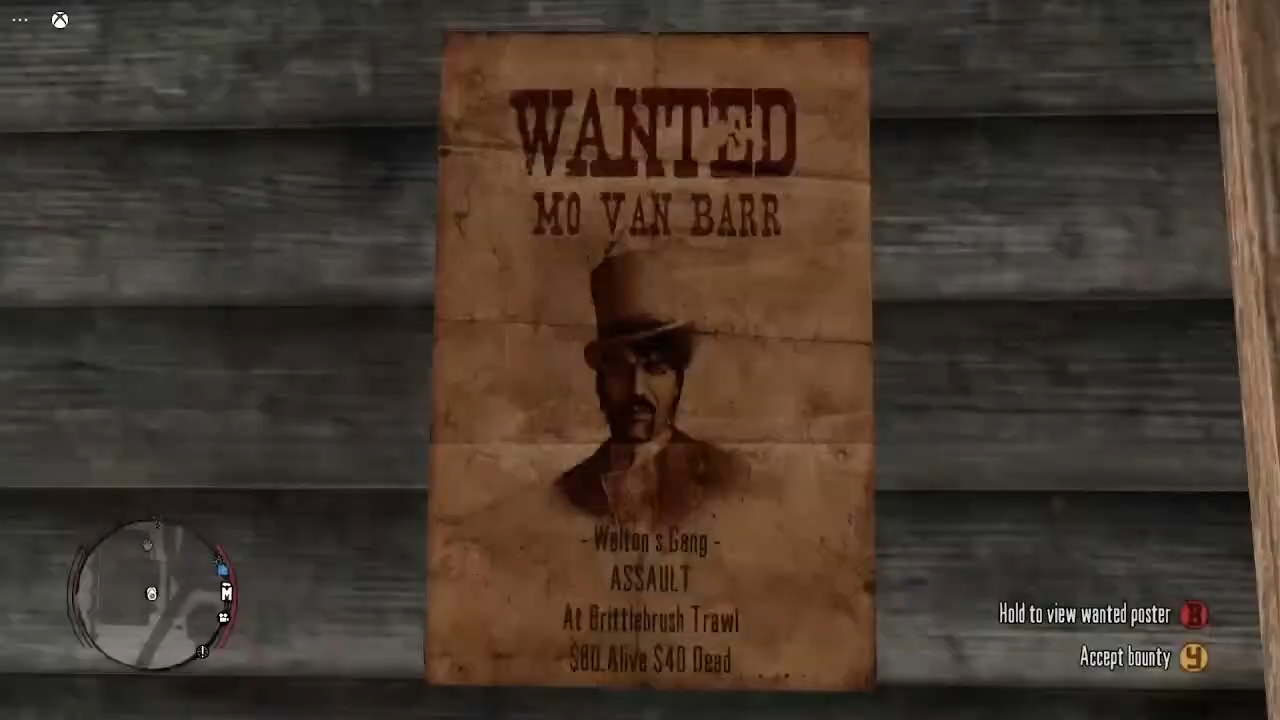 WANTED
MO VAN BARR
- Walton's Gang -
ASSAULT
At Brittlebrush Trawl
$80 Alive $40 Dead
M
Hold to view wanted poster B
Accept bounty Y